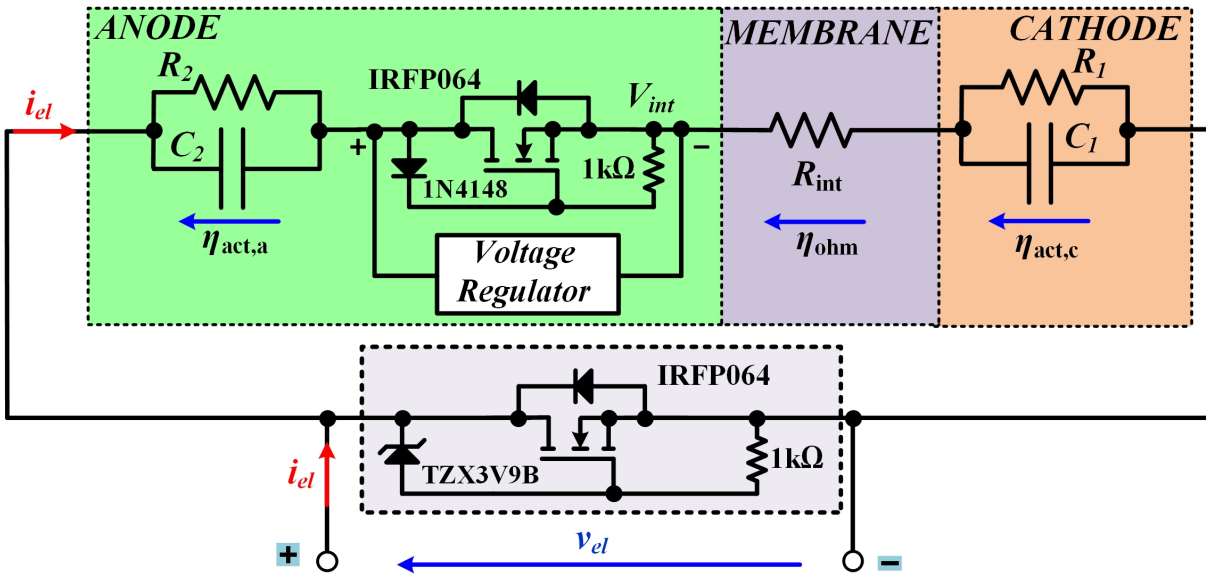 ANODE
MEMBRANE
CATHODE
R2
IRFP064
Vint
R1
iel
C2
+
−
1kΩ
1N4148
Rint
C1
ηact,a
Voltage
Regulator
ηohm
ηact,c
IRFP064
1kΩ
TZX3V9B
iel
+
vel
−